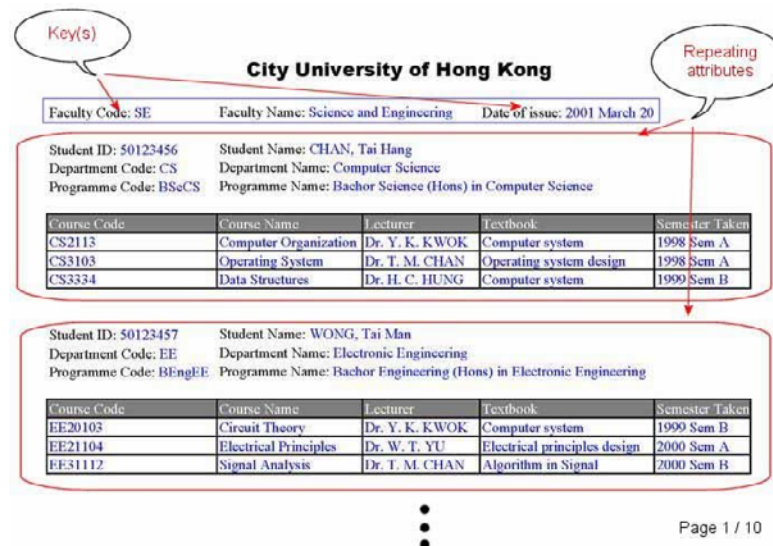 Key(s)
Repeating
attributes
City University of Hong Kong
Faculty Code: SE Faculty Name: Science and Engineering Date of issue: 2001 March 20
Student ID: 50123456 Student Name: CHAN, Tai Hang
Department Code: CS Department Name: Computer Science
Programme Code: BScCS Programme Name: Bachor Science (Hons) in Computer Science
Course Code Course Name Lecturer Textbook Semester Taken
CS2113 Computer Organization Dr. Y. K. KWOK Computer system 1998 Sem A
CS3103 Operating System Dr. T. M. CHAN Operating system design 1998 Sem A
CS3334 Data Structures Dr. H. C. HUNG Computer system 1999 Sem B
Student ID: 50123457 Student Name: WONG, Tai Man
Department Code: EE Department Name: Electronic Engineering
Programme Code: BEngEE Programme Name: Bachor Engineering (Hons) in Electronic Engineering
Course Code Course Name Lecturer Textbook Semester Taken
EE20103 Circuit Theory Dr. Y. K. KWOK Computer system 1999 Sem B
EE21104 Electrical Principles Dr. W. T. YU Electrical principles design 2000 Sem A
EE31112 Signal Analysis Dr. T. M. CHAN Algorithm in Signal 2000 Sem B
Page 1 / 10